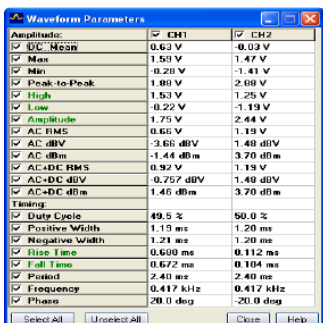 Waveform Parameters
Amplitude: CH1 CH2
DC Mean 0.63 V -0.03 V
Max 1.59 V 1.47 V
Min -0.28 V -1.41 V
Peak-to-Peak 1.88 V 2.88 V
High 1.53 V 1.25 V
Low -0.22 V -1.19 V
Amplitude 1.75 V 2.44 V
AC RMS 0.66 V 1.19 V
AC dBV -3.66 dBV 1.48 dBV
AC dBm -1.44 dBm 3.70 dBm
AC+DC RMS 0.92 V 1.19 V
AC+DC dBV -0.757 dBV 1.48 dBV
AC+DC dBm 1.46 dBm 3.70 dBm
Timing:
Duty Cycle 49.5 % 50.0 %
Positive Width 1.19 ms 1.20 ms
Negative Width 1.21 ms 1.20 ms
Rise Time 0.680 ms 0.112 ms
Fall Time 0.672 ms 0.104 ms
Period 2.40 ms 2.40 ms
Frequency 0.417 kHz 0.417 kHz
Phase 20.0 deg -20.0 deg
Select All Unselect All Close Help